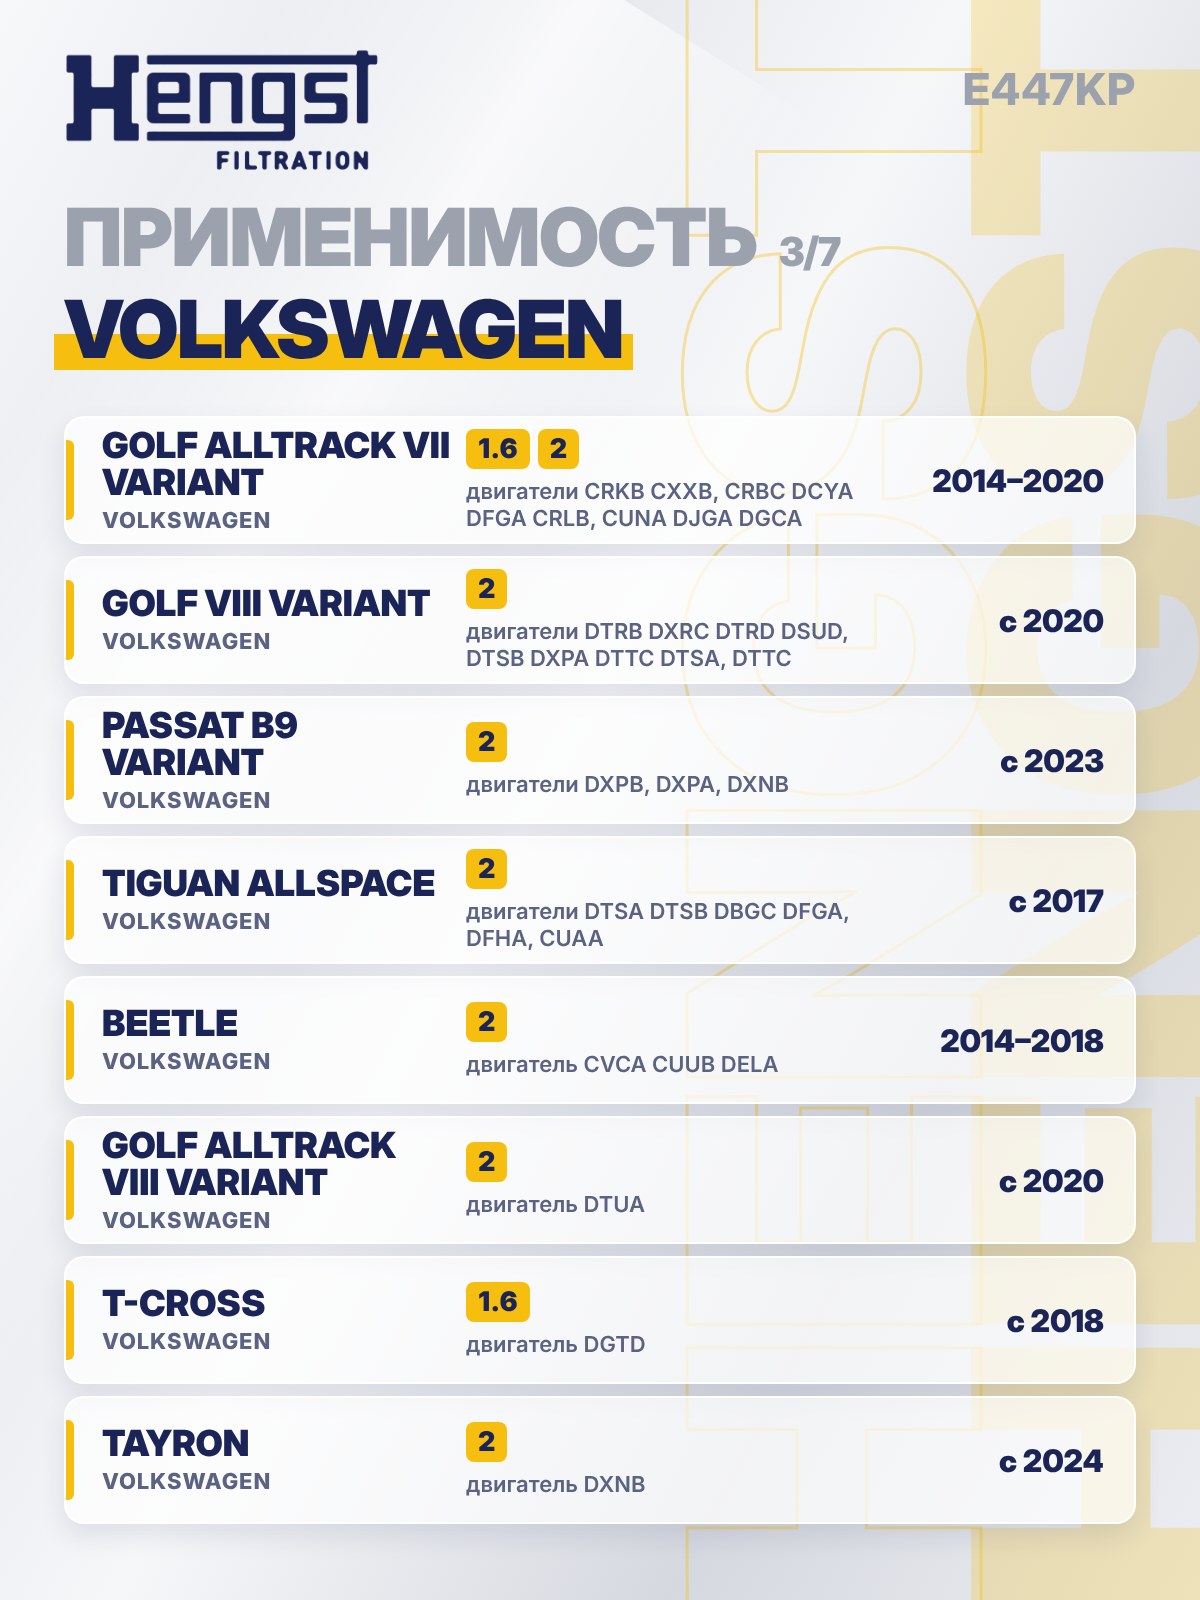 Hengst
FILTRATION
E447KP
ПРИМЕНИМОСТЬ 3/7
VOLKSWAGEN
GOLF ALLTRACK VII
VARIANT
VOLKSWAGEN
1.6 2
двигатели CRKB CXXB, CRBC DCYA
DFGA CRLB, CUNA DJGA DGCA
2014–2020
GOLF VIII VARIANT
VOLKSWAGEN
2
двигатели DTRB DXRC DTRD DSUD,
DTSB DXPA DTTC DTSA, DTTC
с 2020
PASSAT B9
VARIANT
VOLKSWAGEN
2
двигатели DXPB, DXPA, DXNB
с 2023
TIGUAN ALLSPACE
VOLKSWAGEN
2
двигатели DTSA DTSB DBGC DFGA,
DFHA, CUAA
с 2017
BEETLE
VOLKSWAGEN
2
двигатель CVCA CUUB DELA
2014–2018
GOLF ALLTRACK
VIII VARIANT
VOLKSWAGEN
2
двигатель DTUA
с 2020
T-CROSS
VOLKSWAGEN
1.6
двигатель DGTD
с 2018
TAYRON
VOLKSWAGEN
2
двигатель DXNB
с 2024
HENGST
HENGST